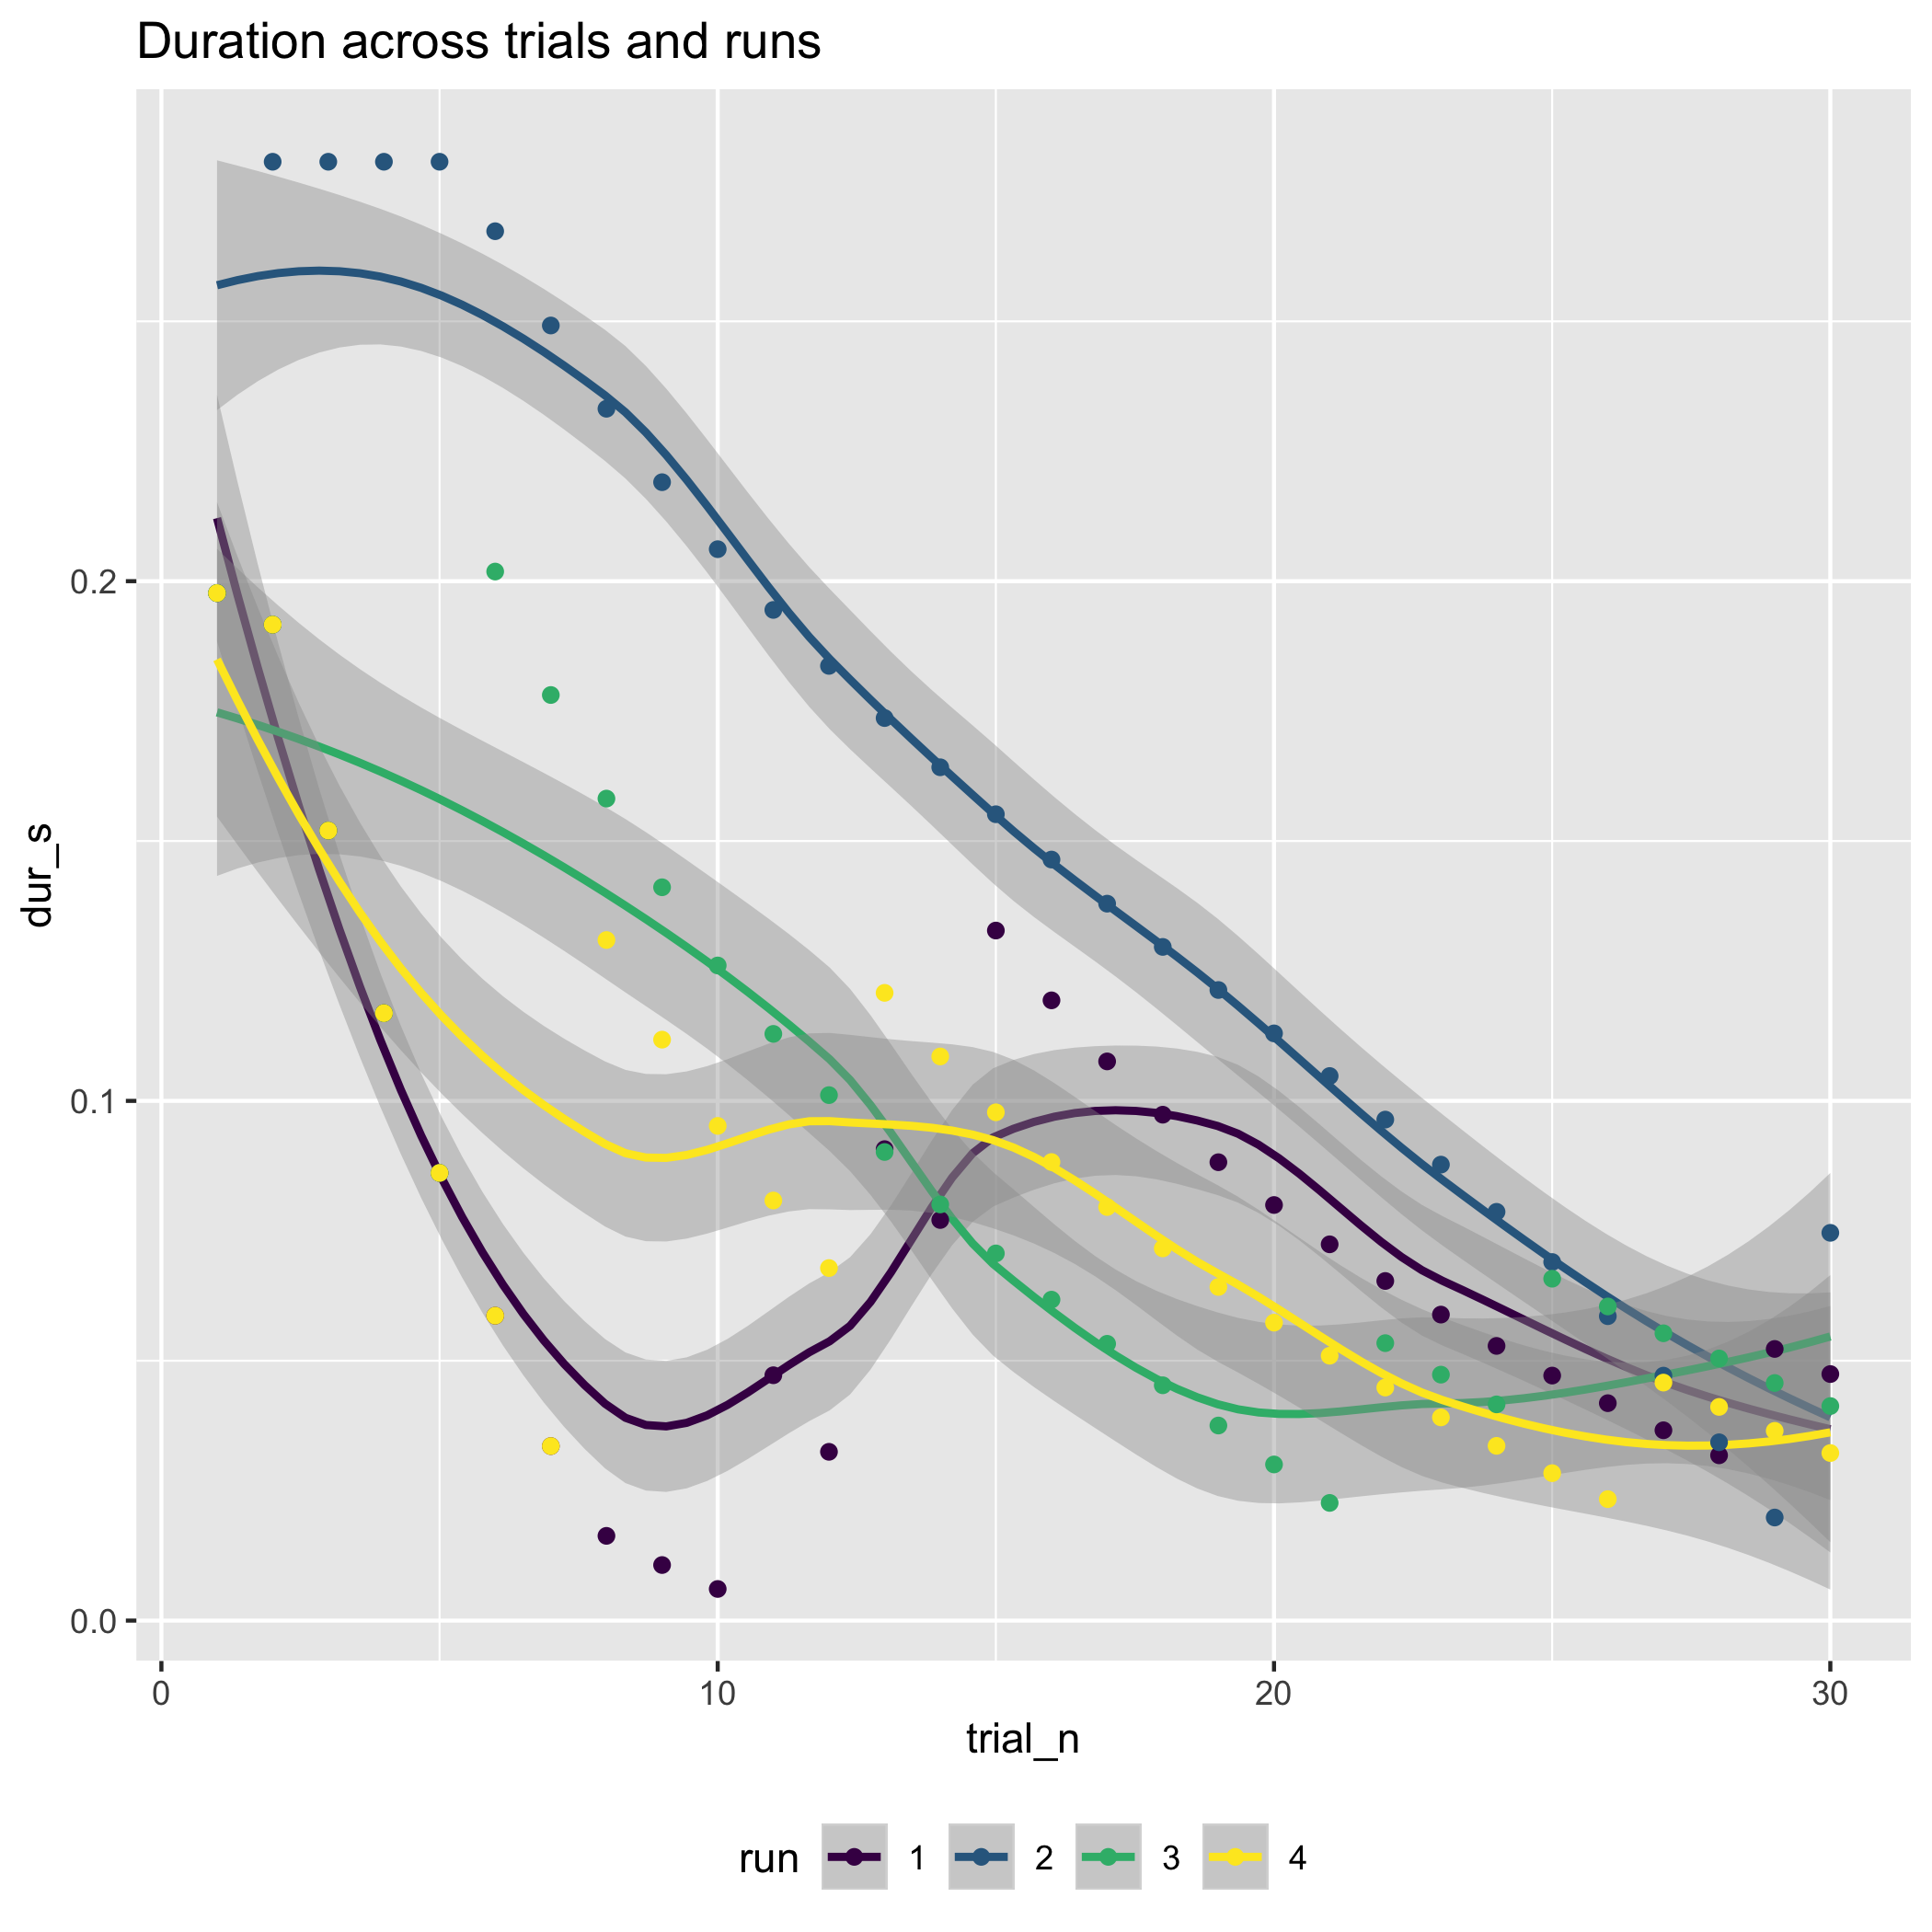 Duration across trials and runs
dur_s
0.2
0.1
0.0
0 10 20 30
trial_n
run 1 2 3 4